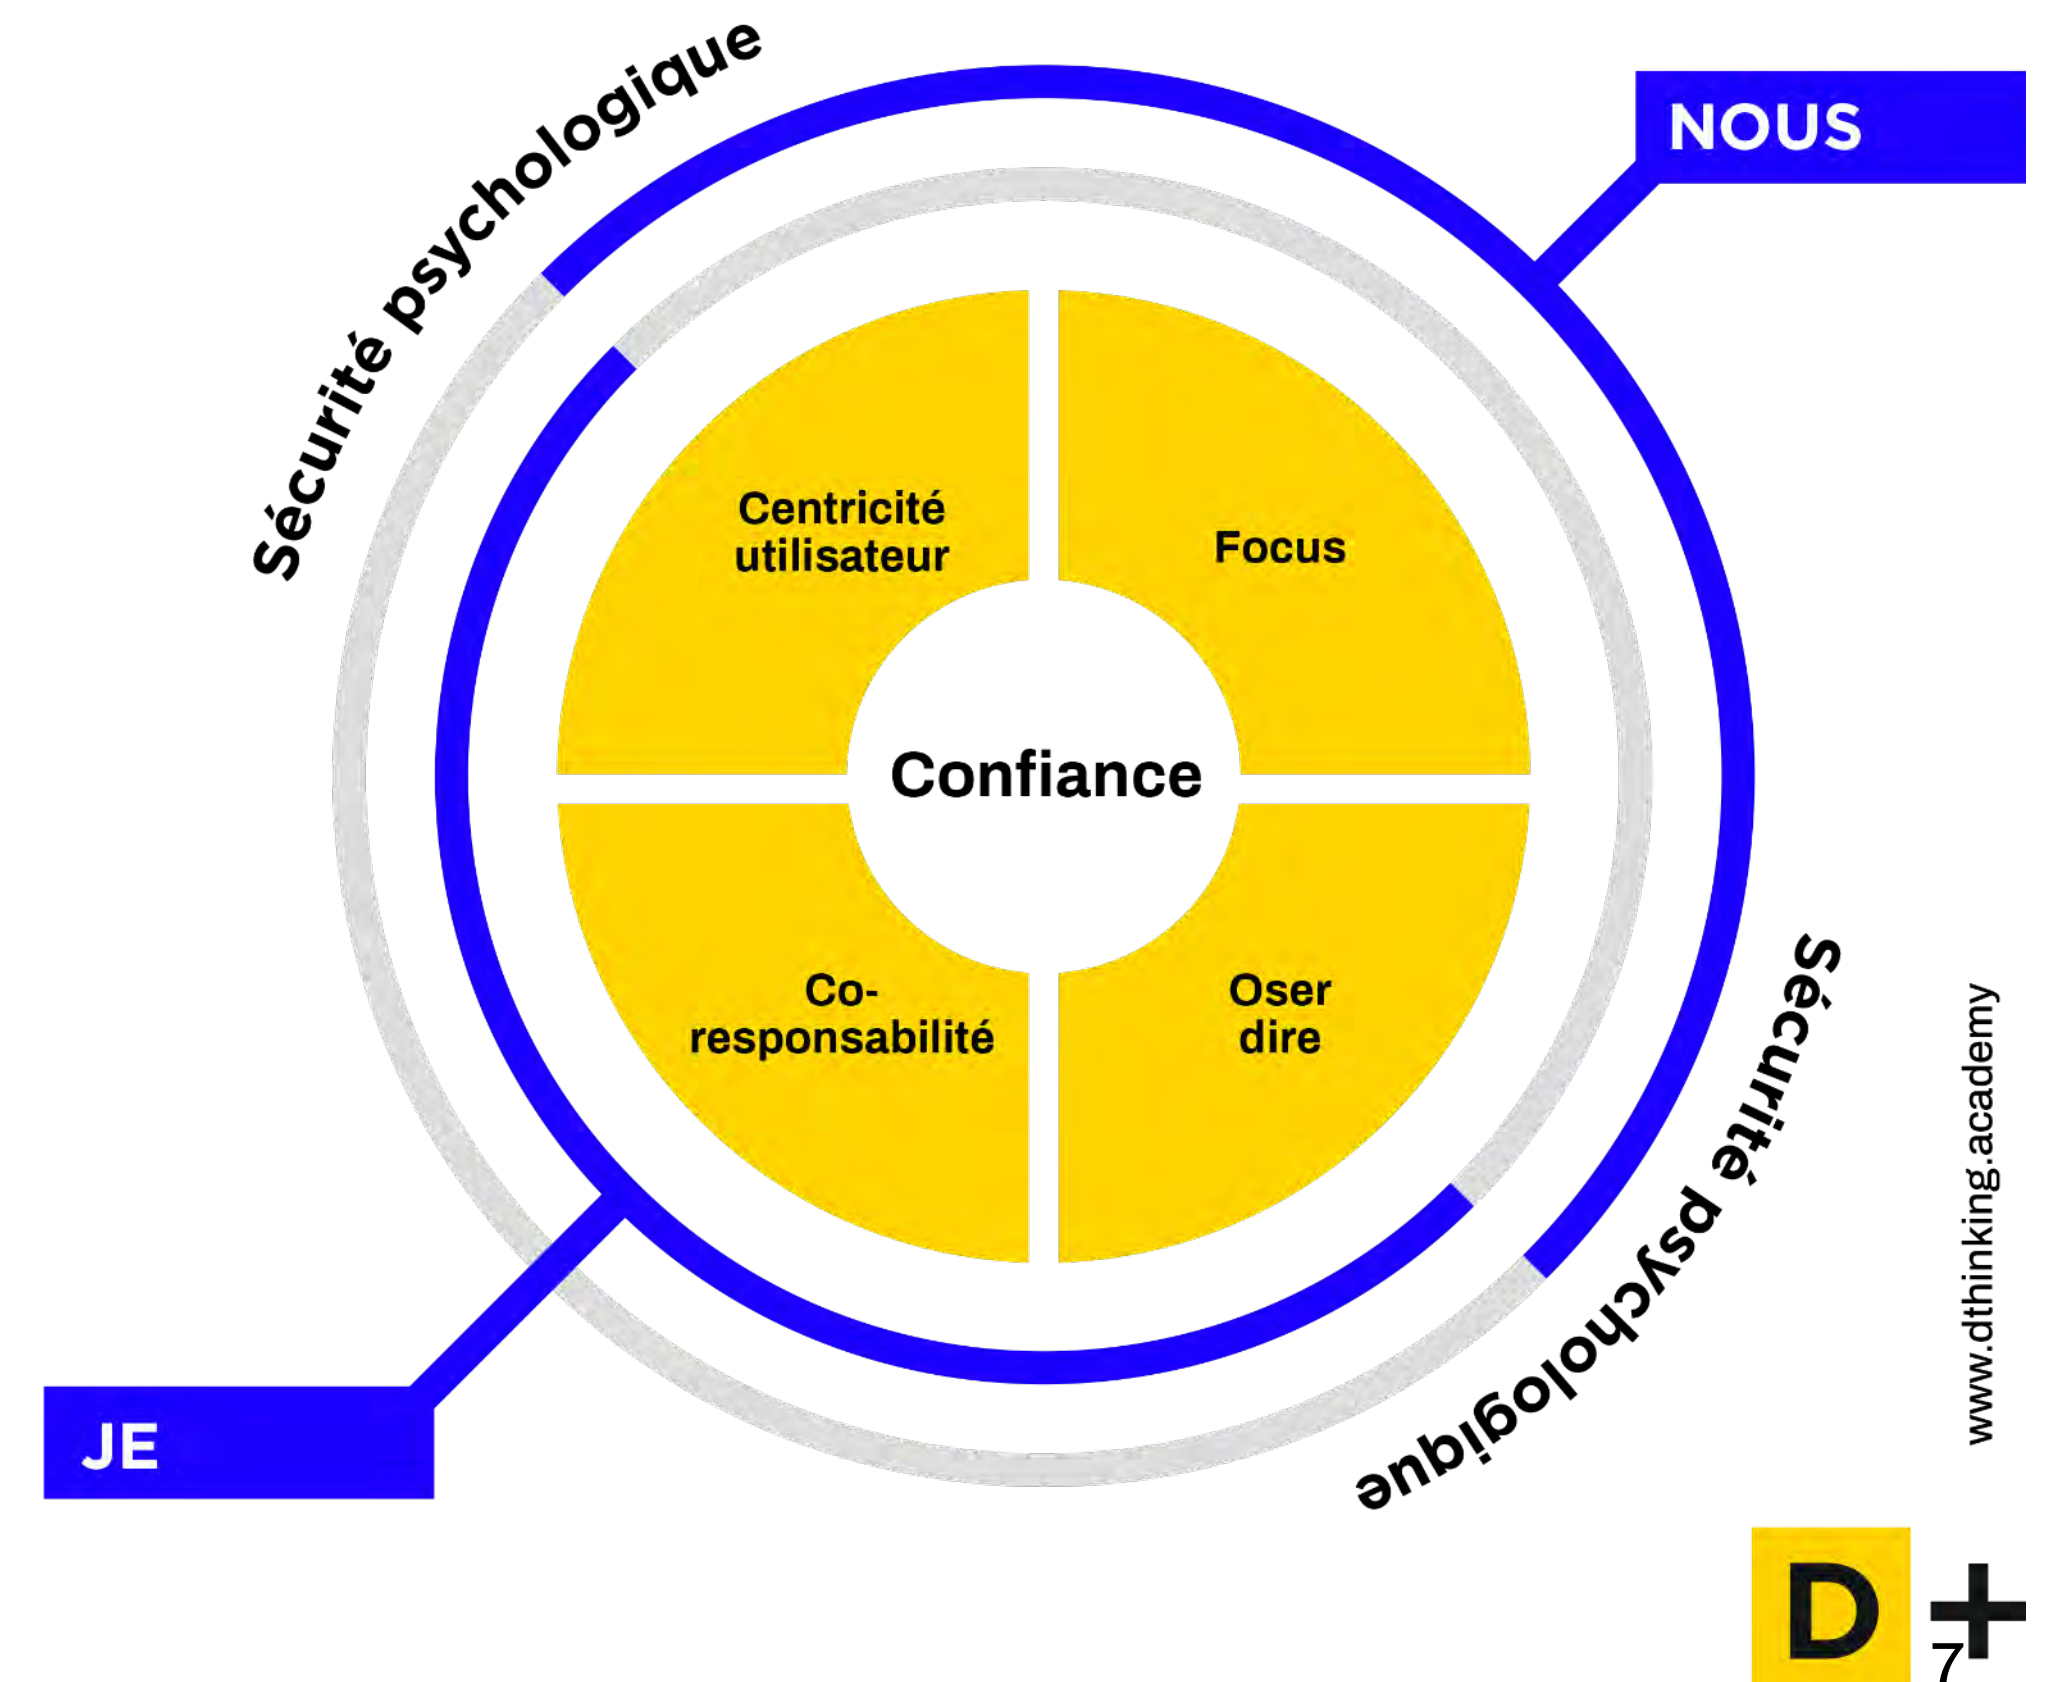 Sécurité psychologique
NOUS
Centricité
utilisateur
Focus
Confiance
Co-
responsabilité
Oser
dire
Sécurité psychologique
www.dthinking.academy
JE
D+
7